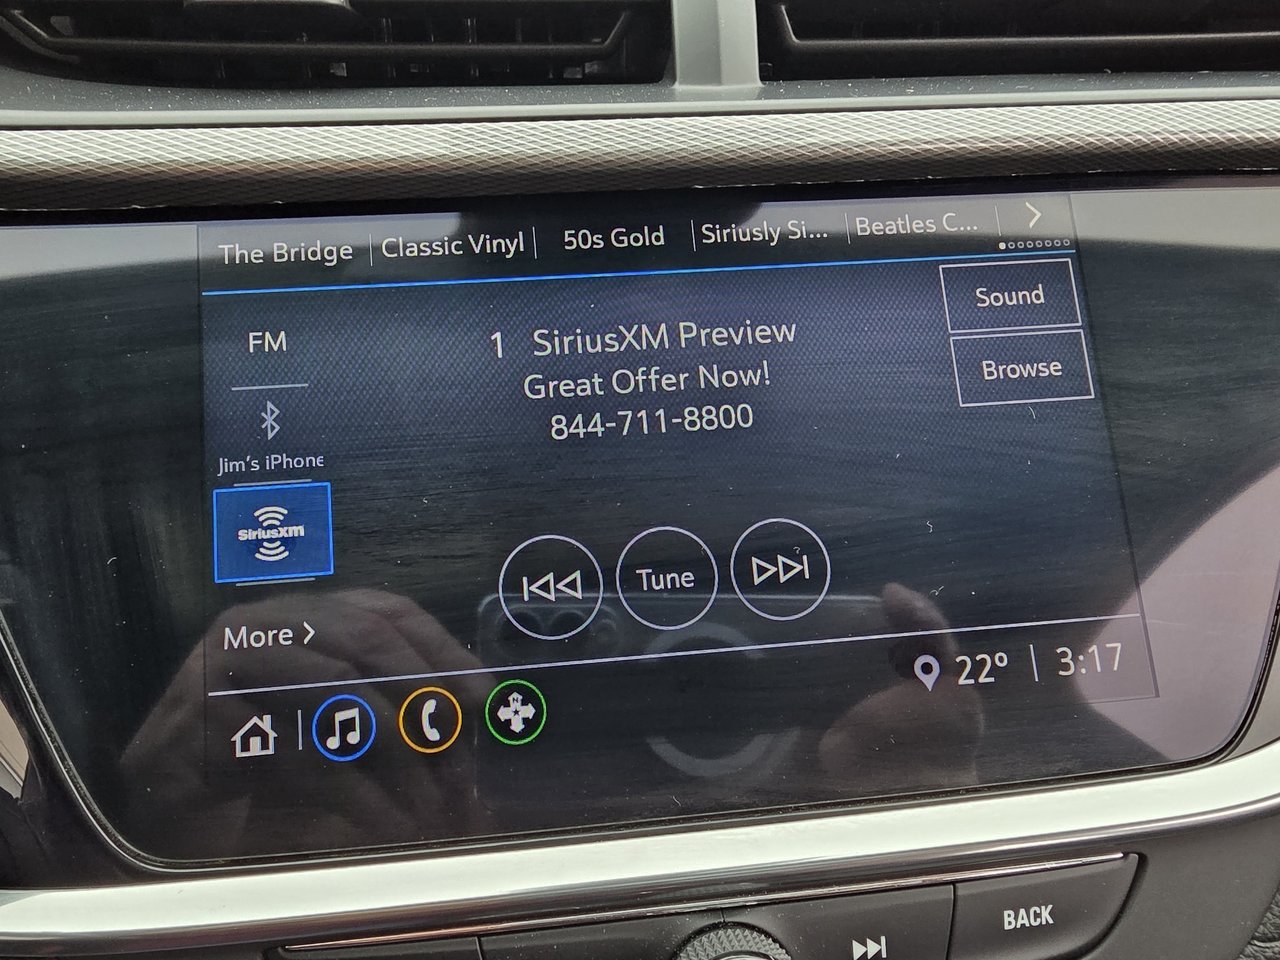 The Bridge
Classic Vinyl
50s Gold
Siriusly Si...
Beatles C...
FM
1 SiriusXM Preview
Great Offer Now!
844-711-8800
Sound
Browse
Jim's iPhone
SiriusXM
Tune
More
22° | 3:17
N
BACK